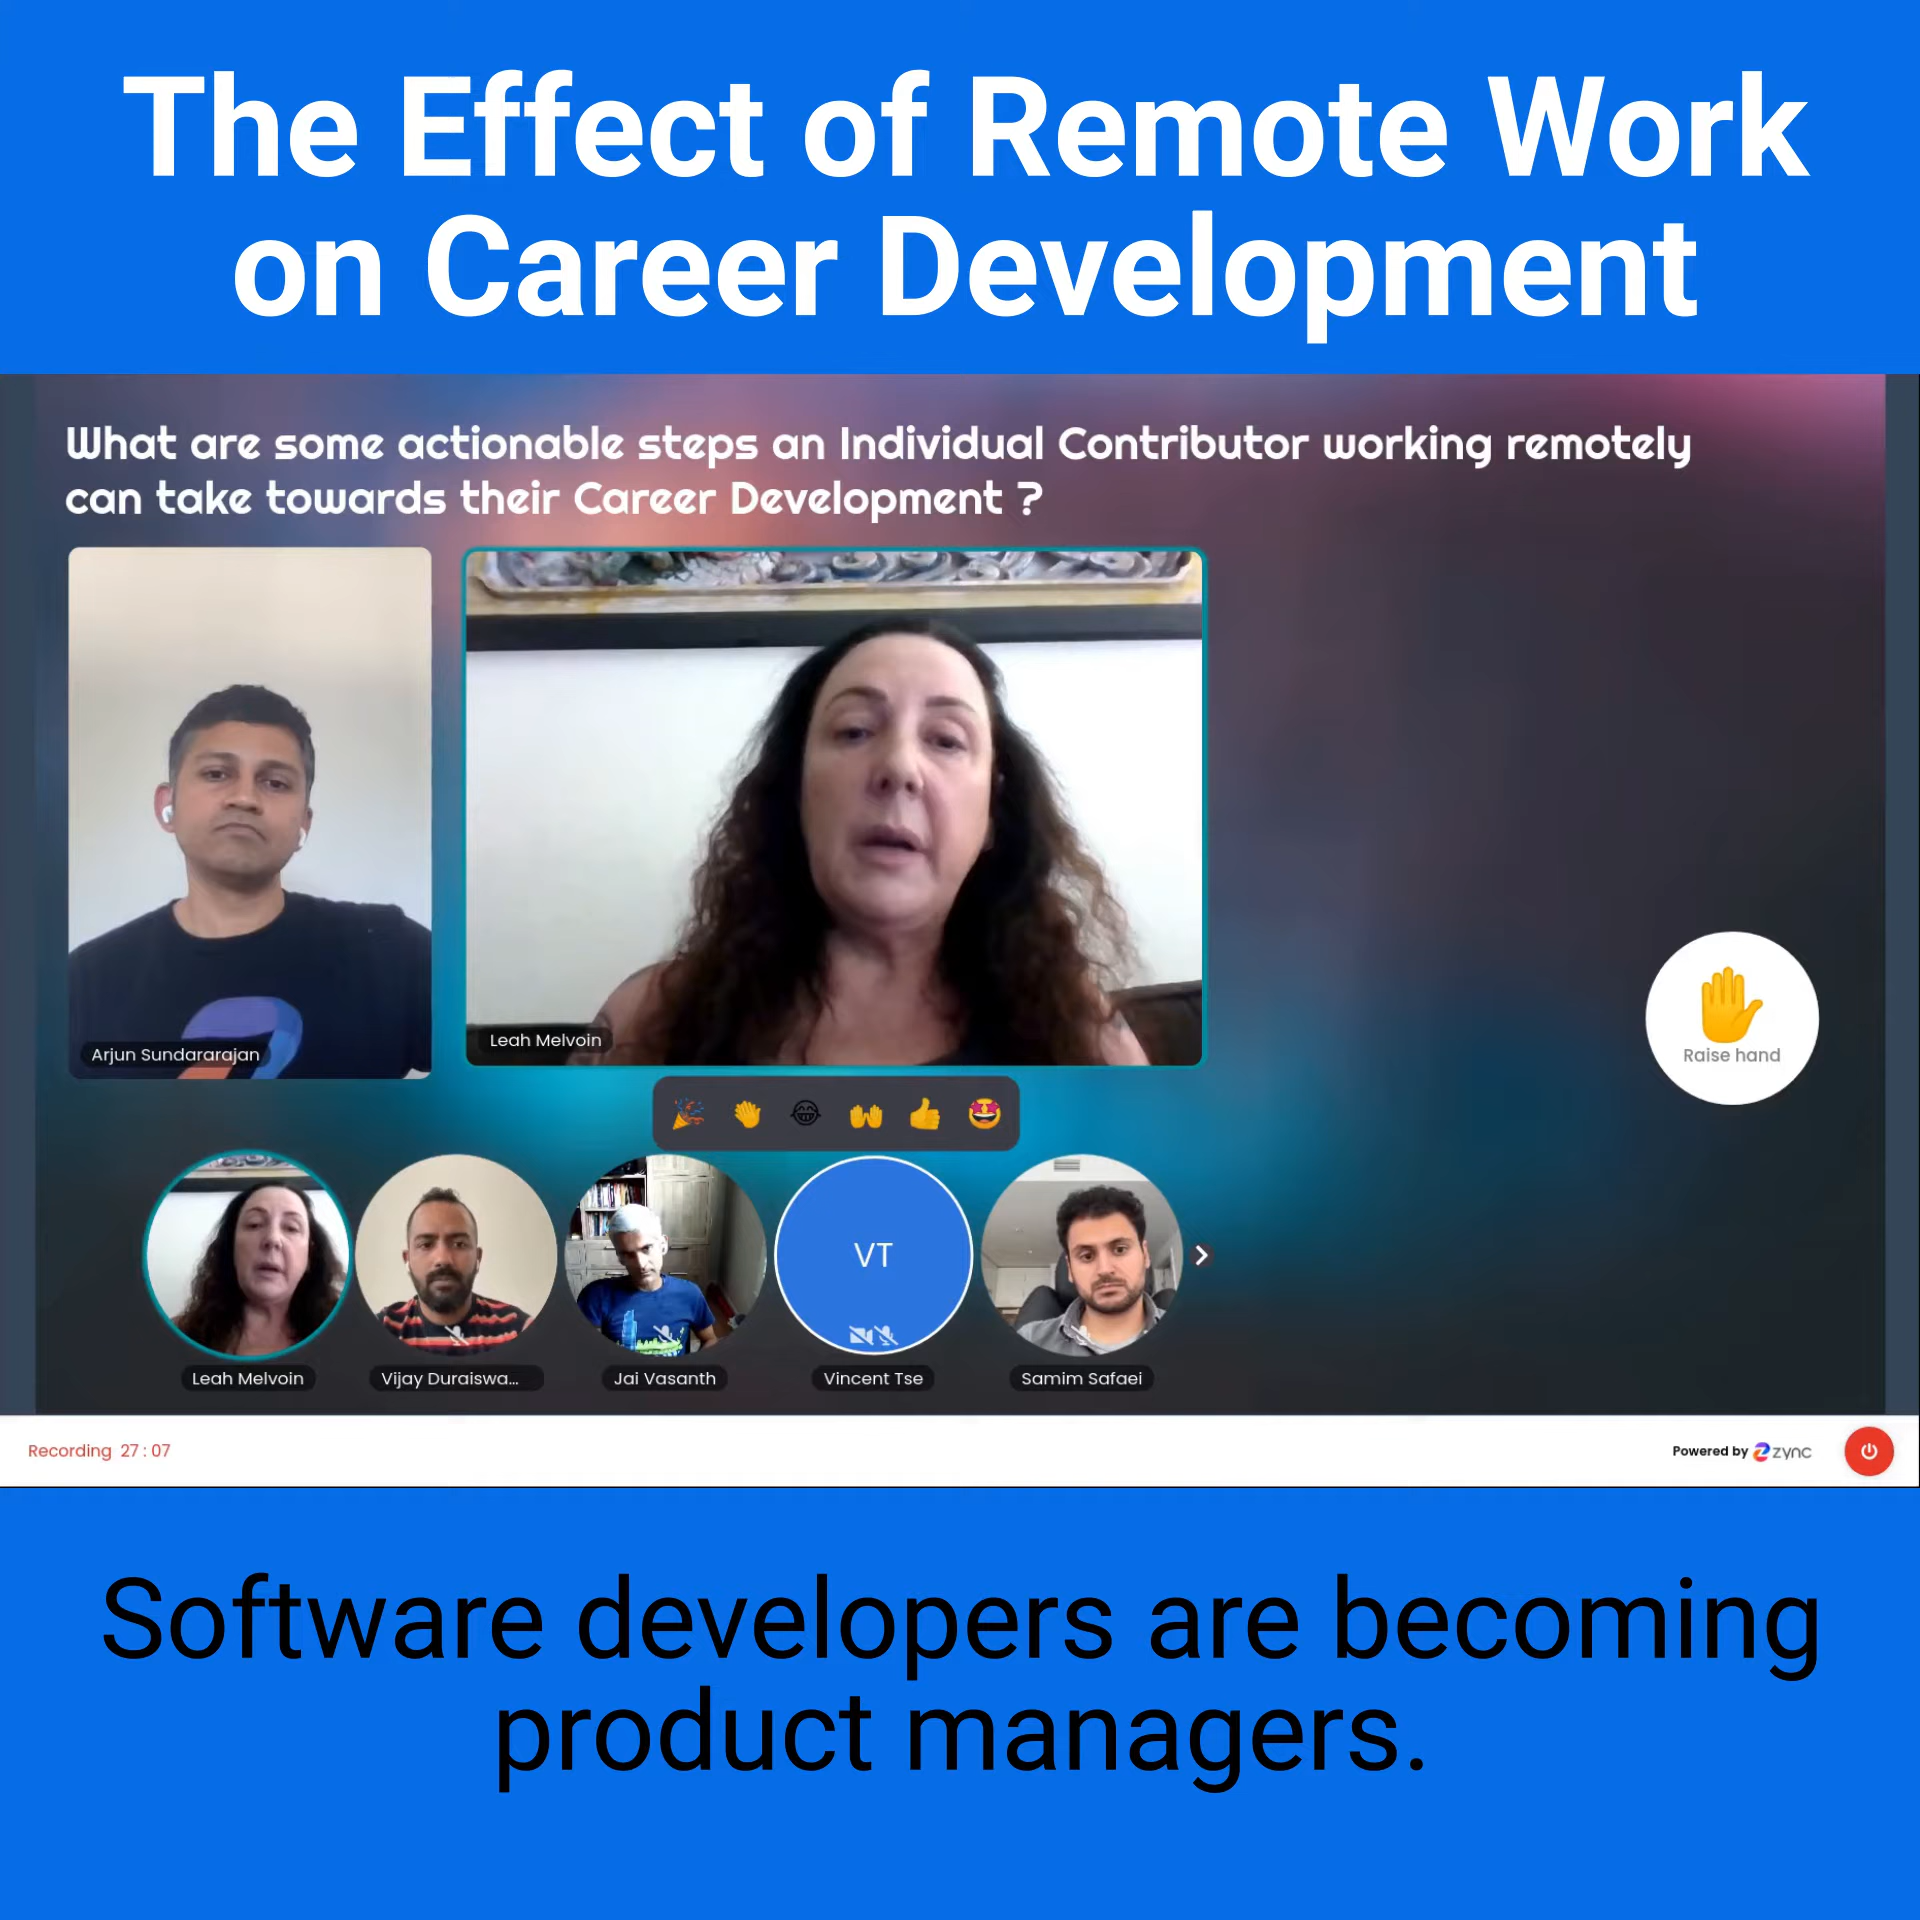 The Effect of Remote Work
on Career Development
What are some actionable steps an Individual Contributor working remotely
can take towards their Career Development ?
Arjun Sundararajan
Leah Melvoin
Raise hand
VT
Leah Melvoin
Vijay Duraiswa...
Jai Vasanth
Vincent Tse
Samim Safaei
Recording 27 : 07
Powered by zync
Software developers are becoming
product managers.